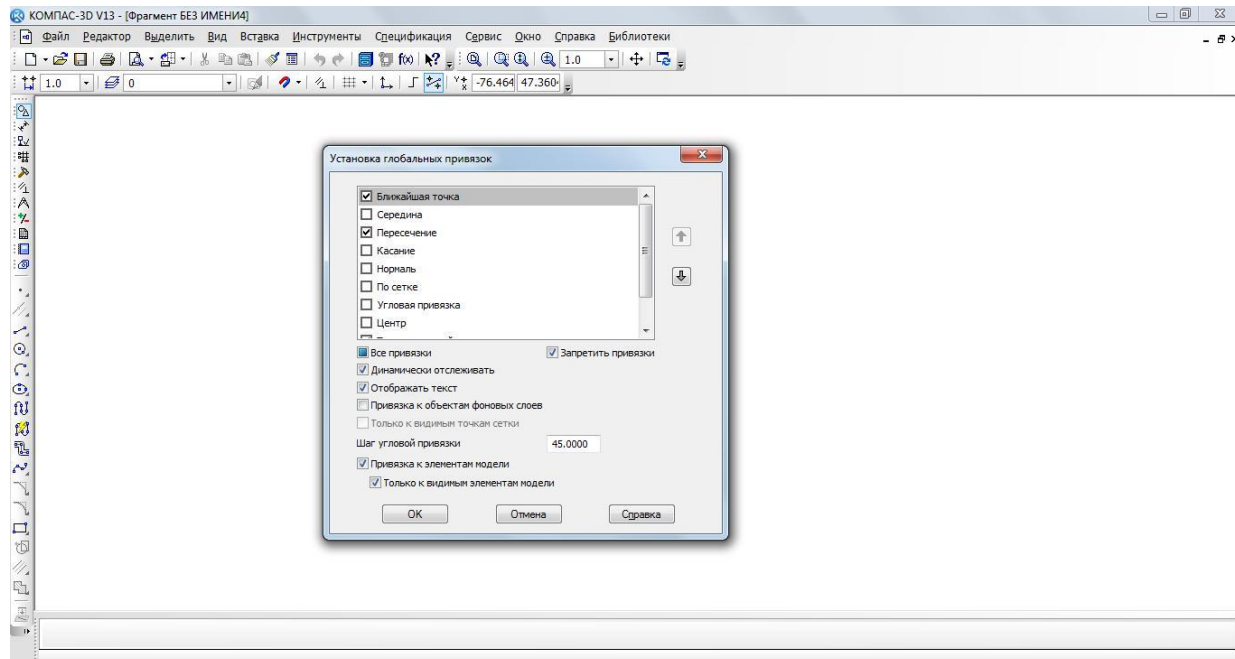 КОМПАС-3D V13 - [Фрагмент БЕЗ ИМЕНИ4]
Файл Редактор Выделить Вид Вставка Инструменты Спецификация Сервис Окно Справка Библиотеки
f(x) 1.0
1.0 0 -76.464 47.360
Установка глобальных привязок
Ближайшая точка
Середина
Пересечение
Касание
Нормаль
По сетке
Угловая привязка
Центр
Все привязки Запретить привязки
Динамически отслеживать
Отображать текст
Привязка к объектам фоновых слоев
Только к видимым точкам сетки
Шаг угловой привязки 45.0000
Привязка к элементам модели
Только к видимым элементам модели
OK Отмена Справка